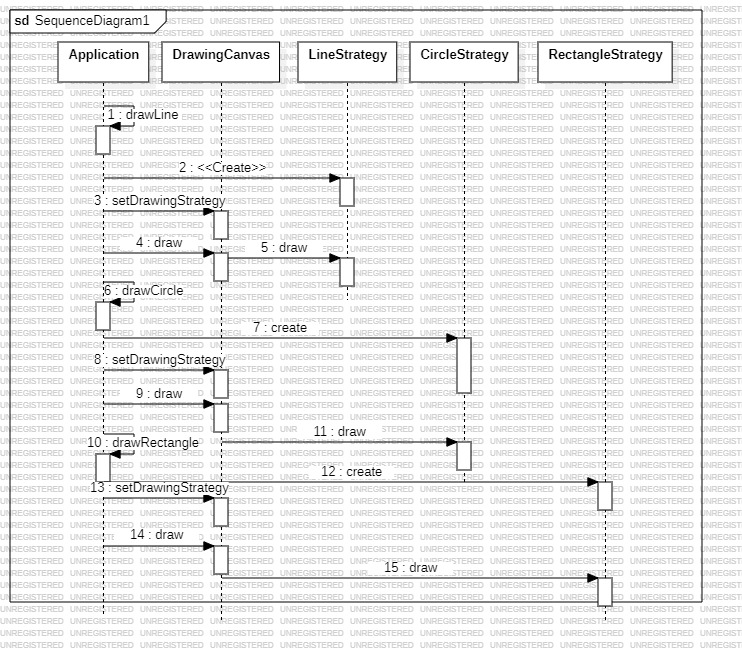 sd SequenceDiagram1
Application
DrawingCanvas
LineStrategy
CircleStrategy
RectangleStrategy
1 : drawLine
2 : <<Create>>
3 : setDrawingStrategy
4 : draw
5 : draw
6 : drawCircle
7 : create
8 : setDrawingStrategy
9 : draw
11 : draw
10 : drawRectangle
12 : create
13 : setDrawingStrategy
14 : draw
15 : draw
UNREGISTERED